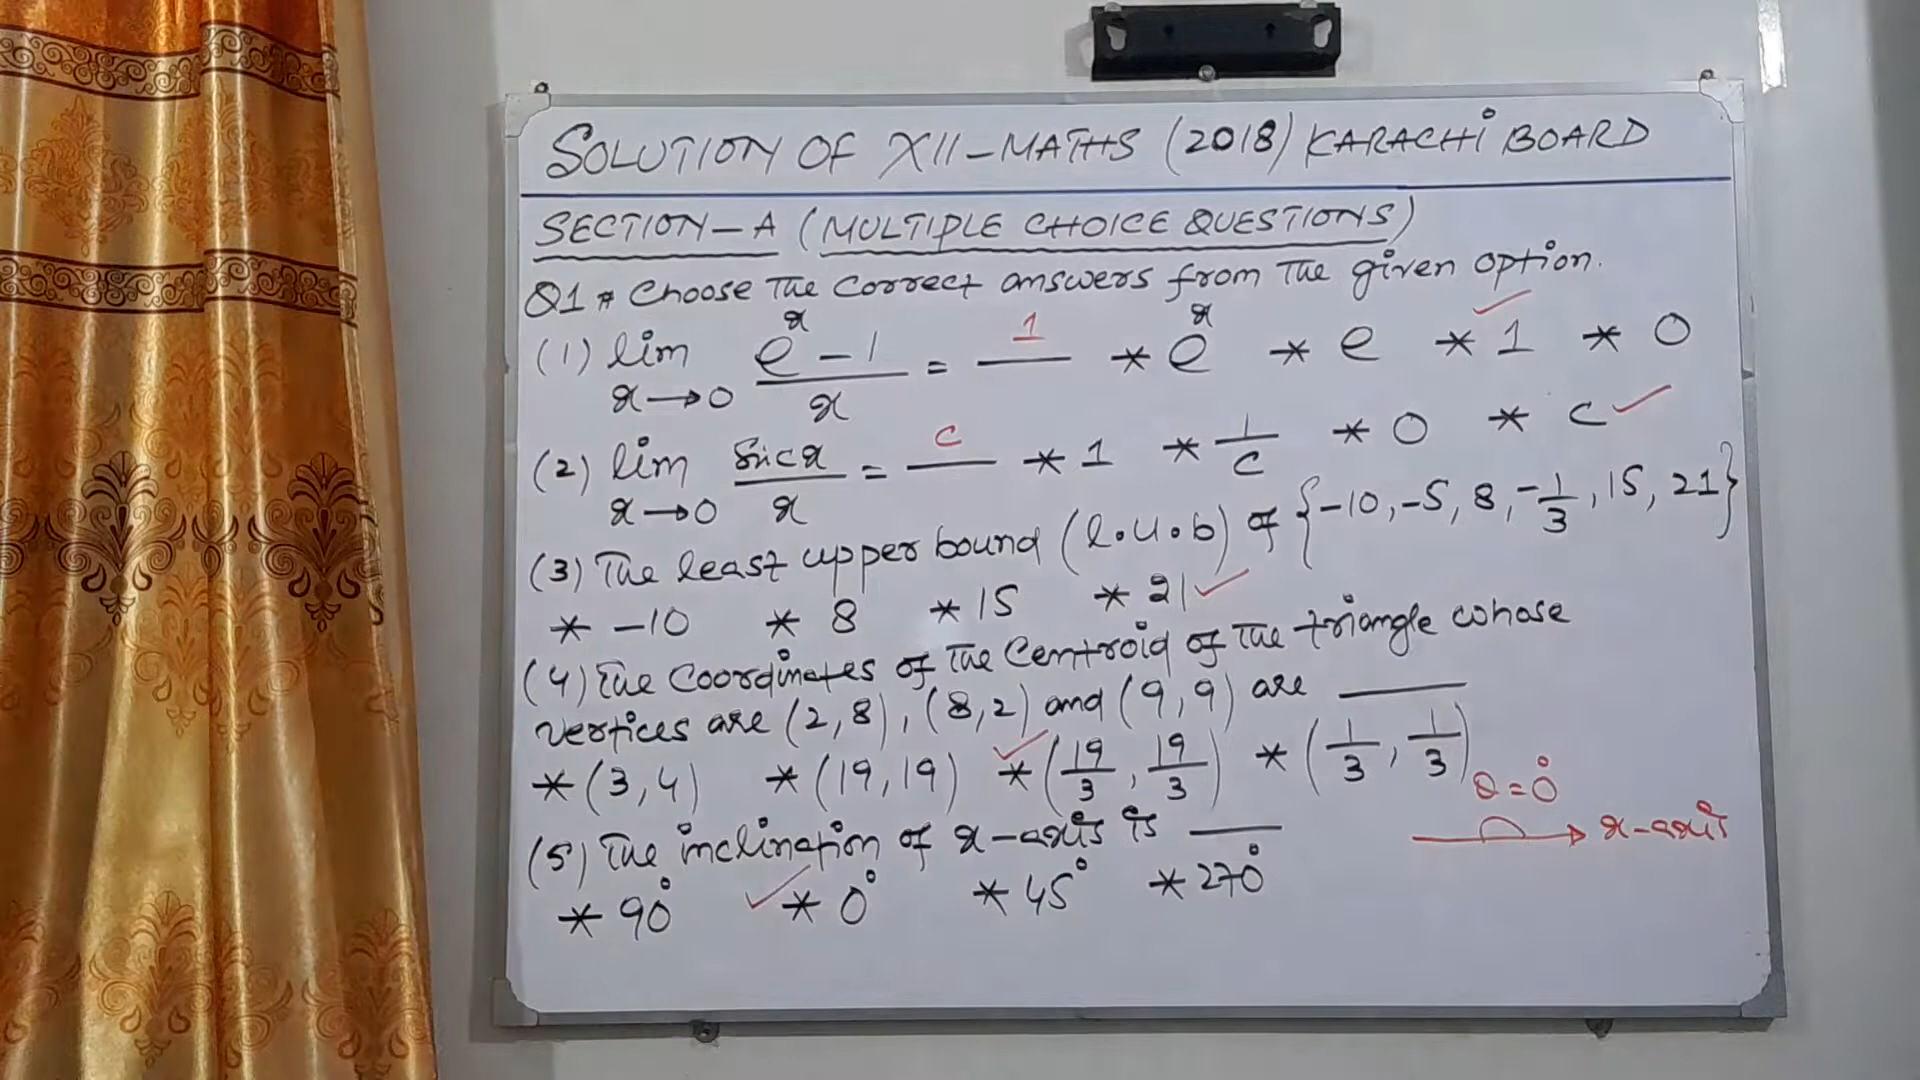 SOLUTION OF XII-MATHS (2018) KARACHI BOARD
SECTION-A (MULTIPLE CHOICE QUESTIONS)
Q1 * Choose The Correct answers from The given option.
(1) lim x→0 (e^x - 1)/x = 1 * e^x * e * 1 ✓ * 0
(2) lim x→0 Sin cx/x = c * 1 * 1/c * 0 * c ✓
(3) The least upper bound (l.u.b) of {-10, -5, 8, -1/3, 15, 21}
* -10 * 8 * 15 * 21 ✓
(4) The Coordinates of The Centroid of The triangle whose
vertices are (2,8), (8,2) and (9,9) are ____
* (3,4) * (19,19) ✓ * (19/3, 19/3) * (1/3, 1/3)
θ = 0°
(5) The inclination of x-axis is ____
x-axis
* 90° ✓ * 0° * 45° * 270°